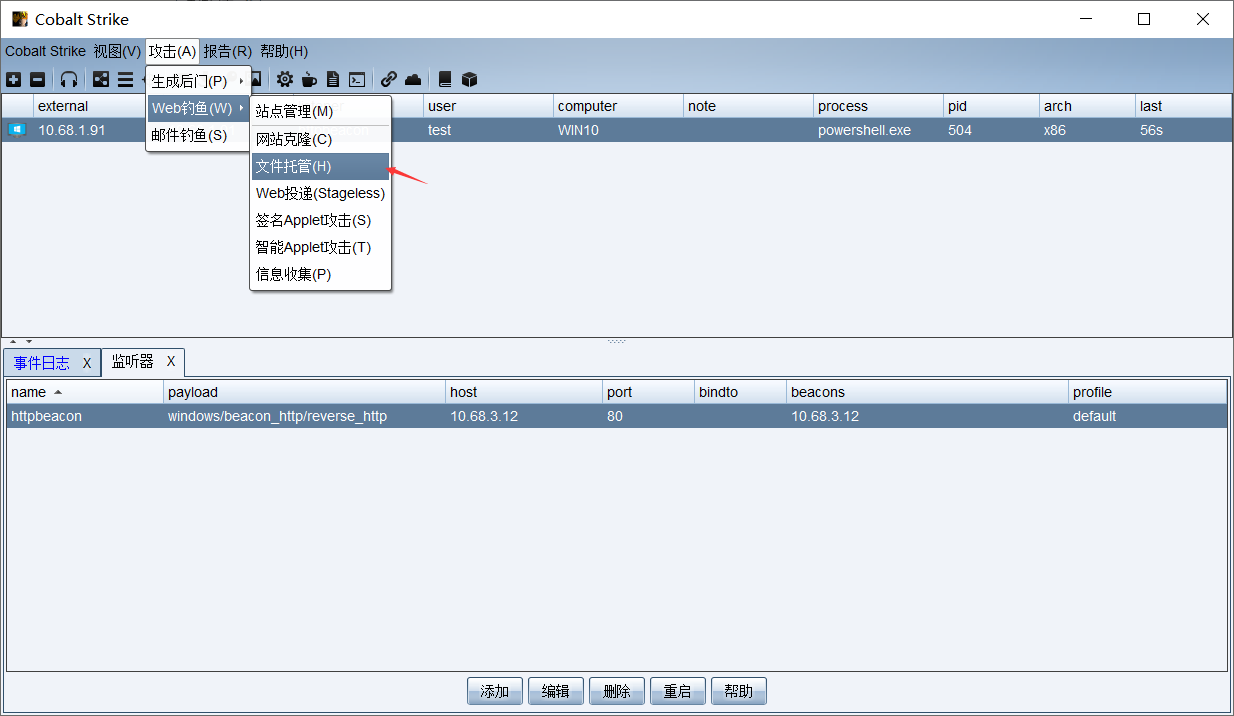 Cobalt Strike
Cobalt Strike 视图(V) 攻击(A) 报告(R) 帮助(H)
生成后门(P)
Web钓鱼(W)
邮件钓鱼(S)
站点管理(M)
网站克隆(C)
文件托管(H)
Web投递(Stageless)
签名Applet攻击(S)
智能Applet攻击(T)
信息收集(P)
external user computer note process pid arch last
10.68.1.91 test WIN10 powershell.exe 504 x86 56s
事件日志 X 监听器 X
name payload host port bindto beacons profile
httpbeacon windows/beacon_http/reverse_http 10.68.3.12 80 10.68.3.12 default
添加 编辑 删除 重启 帮助